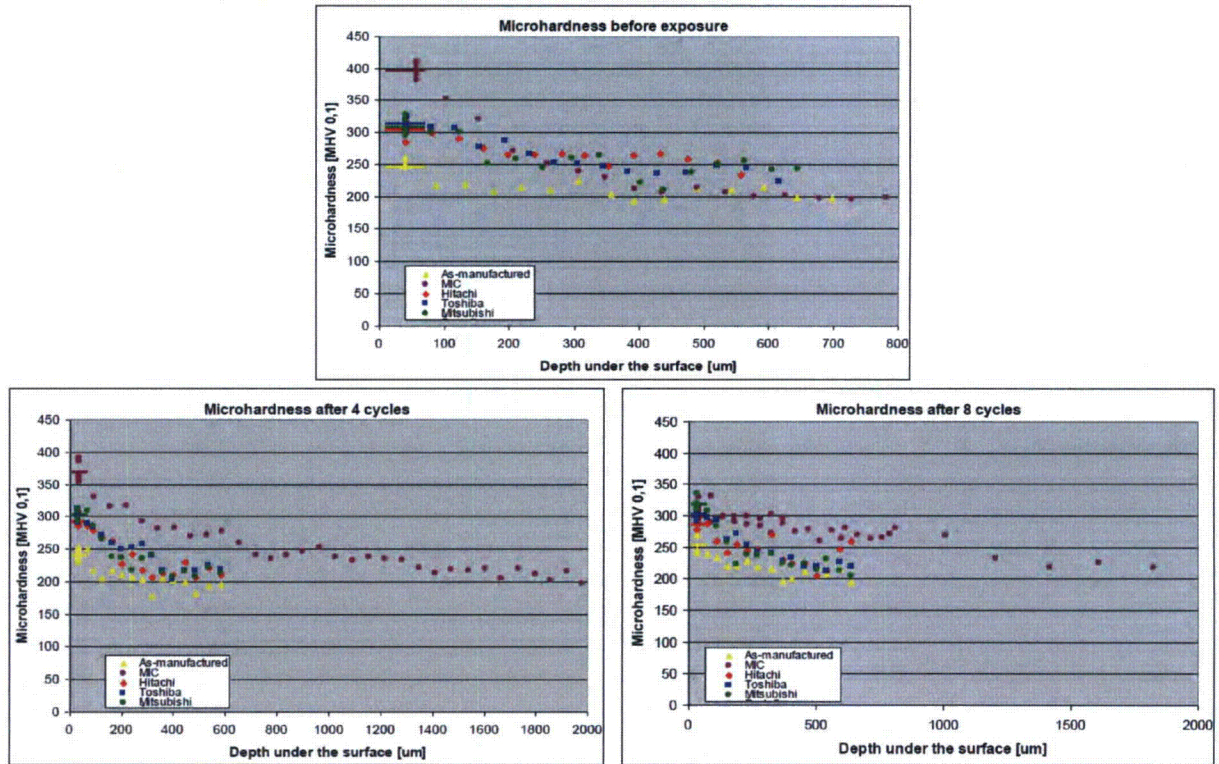 Microhardness before exposure
Microhardness [MHV 0,1]
450
400
350
300
250
200
150
100
50
0
As-manufactured
MIC
Hitachi
Toshiba
Mitsubishi
0 100 200 300 400 500 600 700 800
Depth under the surface [um]
Microhardness after 4 cycles
Microhardness [MHV 0,1]
450
400
350
300
250
200
150
100
50
0
As-manufactured
MIC
Hitachi
Toshiba
Mitsubishi
0 200 400 600 800 1000 1200 1400 1600 1800 2000
Depth under the surface [um]
Microhardness after 8 cycles
Microhardness [MHV 0,1]
450
400
350
300
250
200
150
100
50
0
As-manufactured
MIC
Hitachi
Toshiba
Mitsubishi
0 500 1000 1500 2000
Depth under the surface [um]